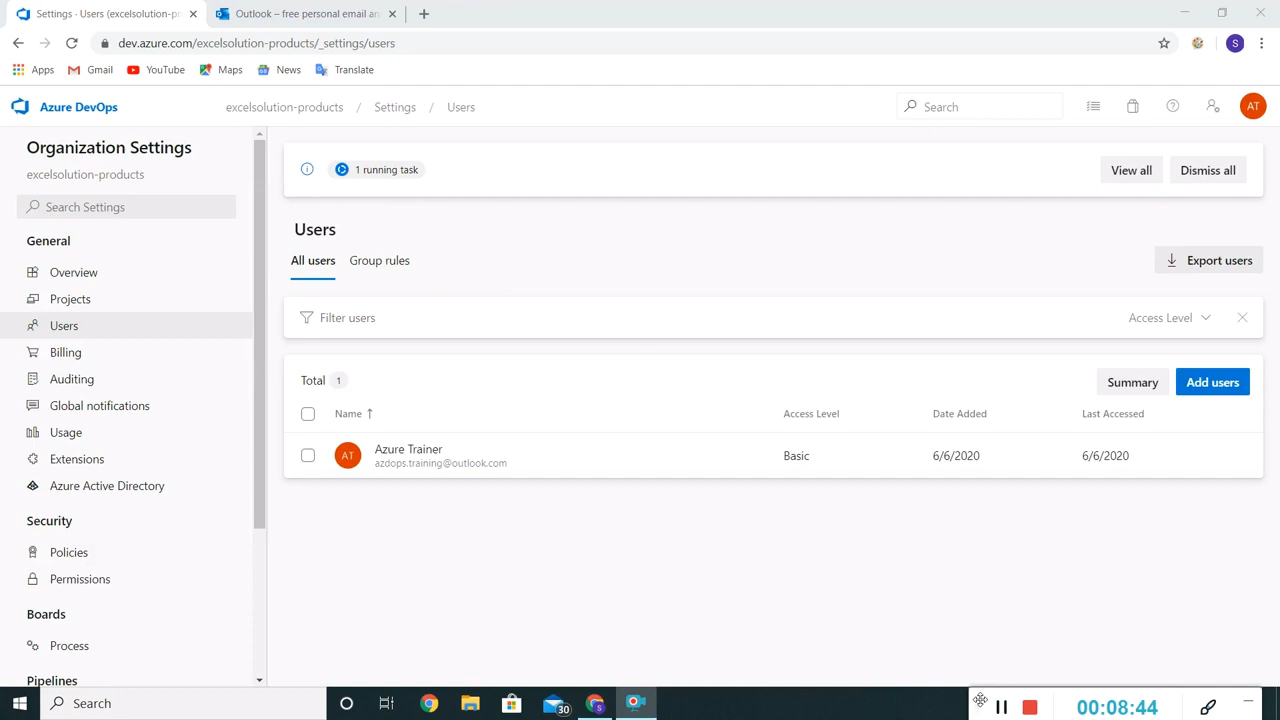 Settings - Users (excelsolution-pr
Outlook – free personal email an
dev.azure.com/excelsolution-products/_settings/users
S
Apps
Gmail
YouTube
Maps
News
Translate
Azure DevOps
excelsolution-products / Settings / Users
Search
AT
Organization Settings
excelsolution-products
Search Settings
General
Overview
Projects
Users
Billing
Auditing
Global notifications
Usage
Extensions
Azure Active Directory
Security
Policies
Permissions
Boards
Process
Pipelines
1 running task
View all
Dismiss all
Users
All users
Group rules
Export users
Filter users
Access Level
Total 1
Summary
Add users
Name
Access Level
Date Added
Last Accessed
AT
Azure Trainer
azdops.training@outlook.com
Basic
6/6/2020
6/6/2020
Search
30
S
00:08:44